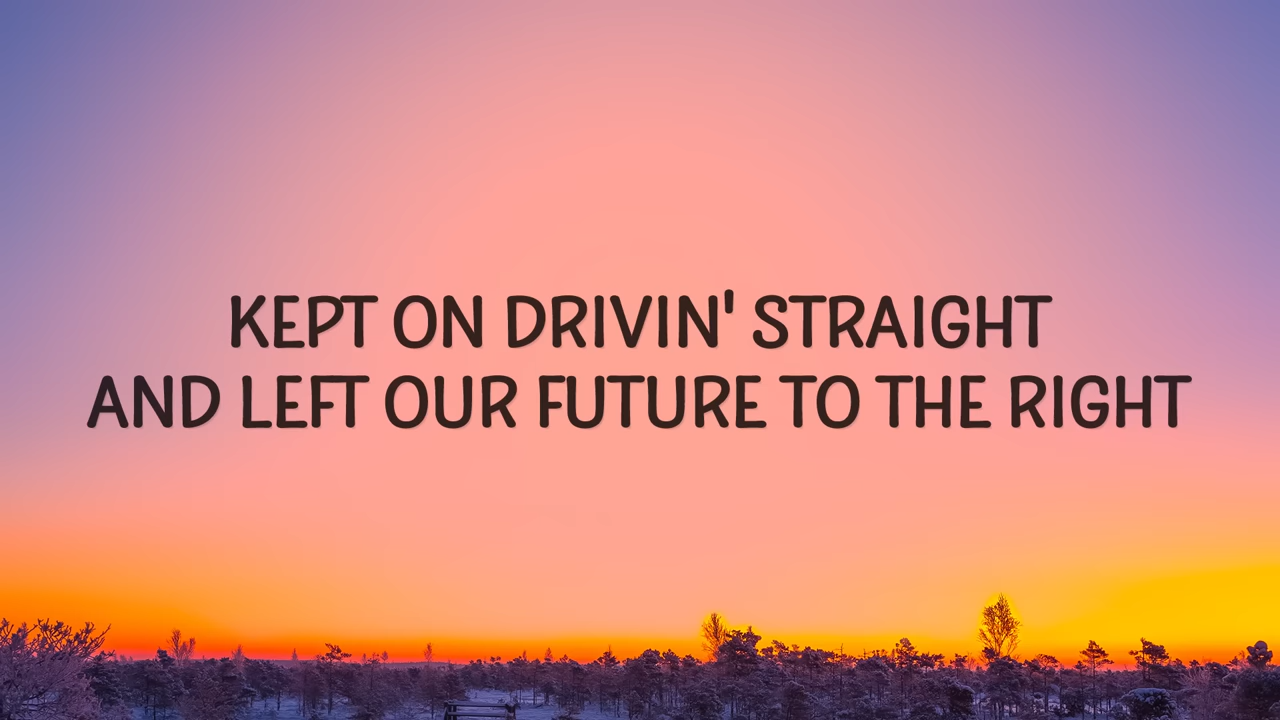 KEPT ON DRIVIN' STRAIGHT
AND LEFT OUR FUTURE TO THE RIGHT